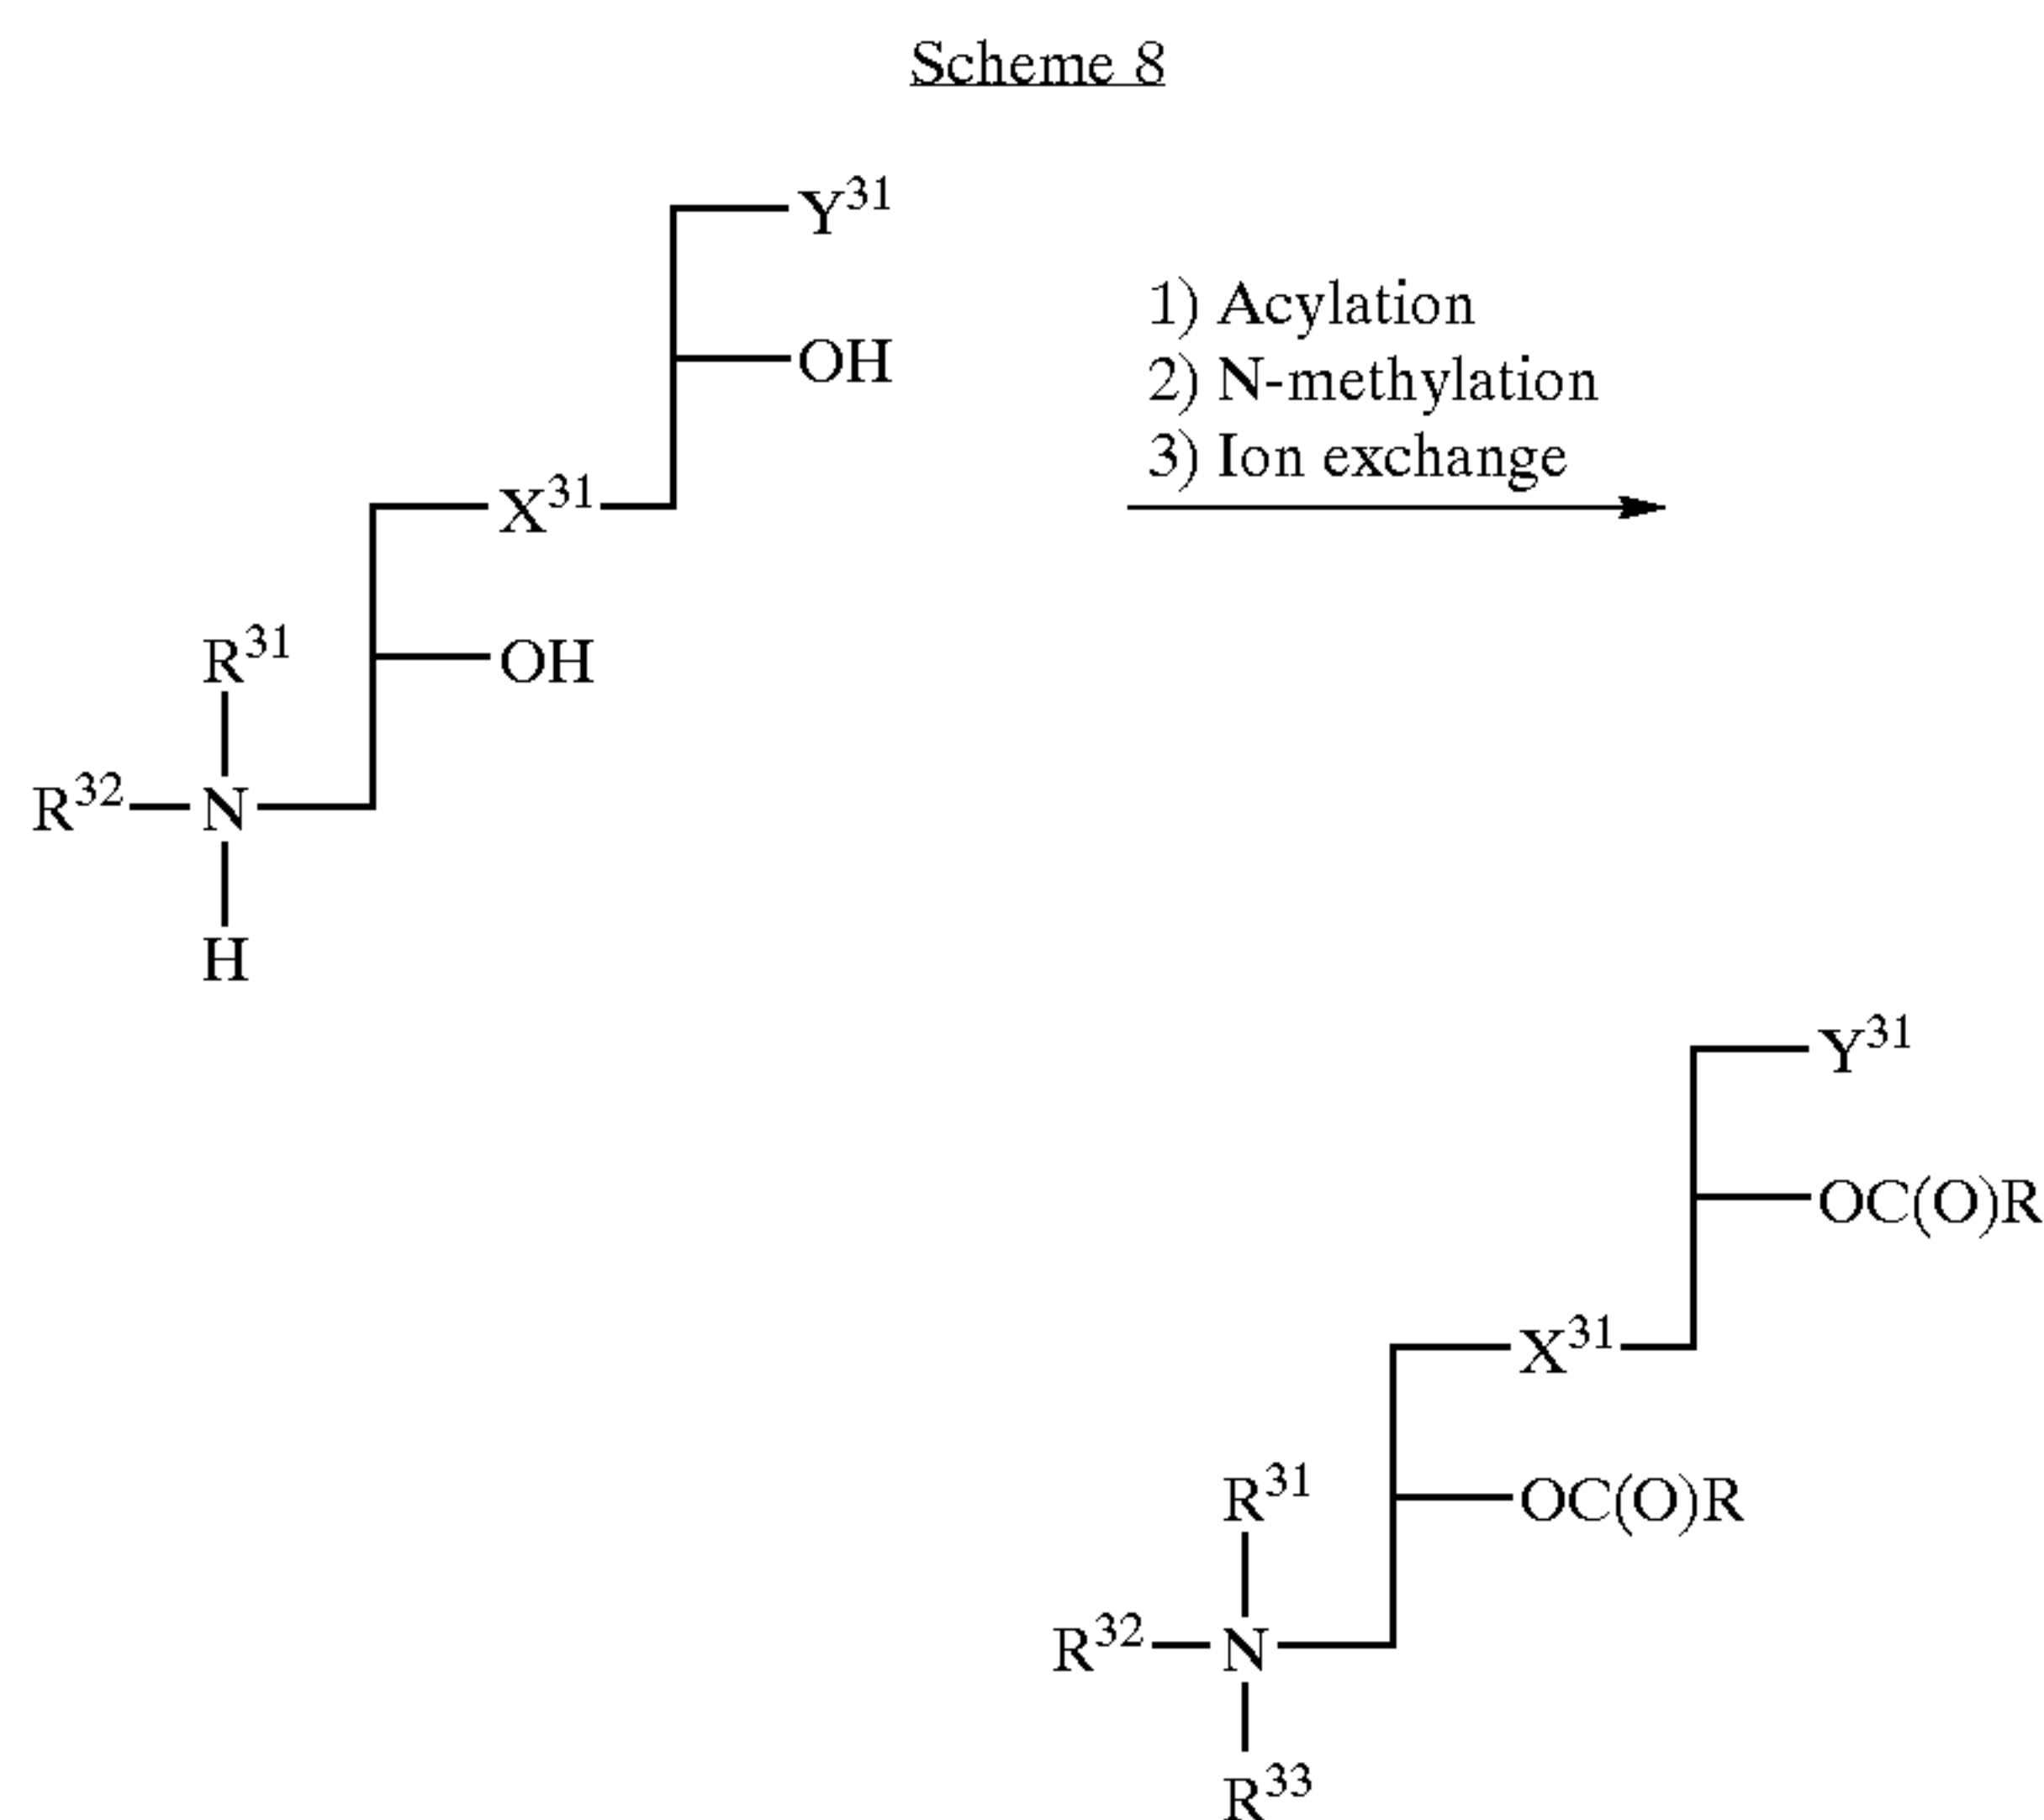 Scheme 8
Y31
1) Acylation
OH
2) N-methylation
3) Ion exchange
X31
R31
OH
R32 N
H
Y31
OC(O)R
X31
R31
OC(O)R
R32 N
R33